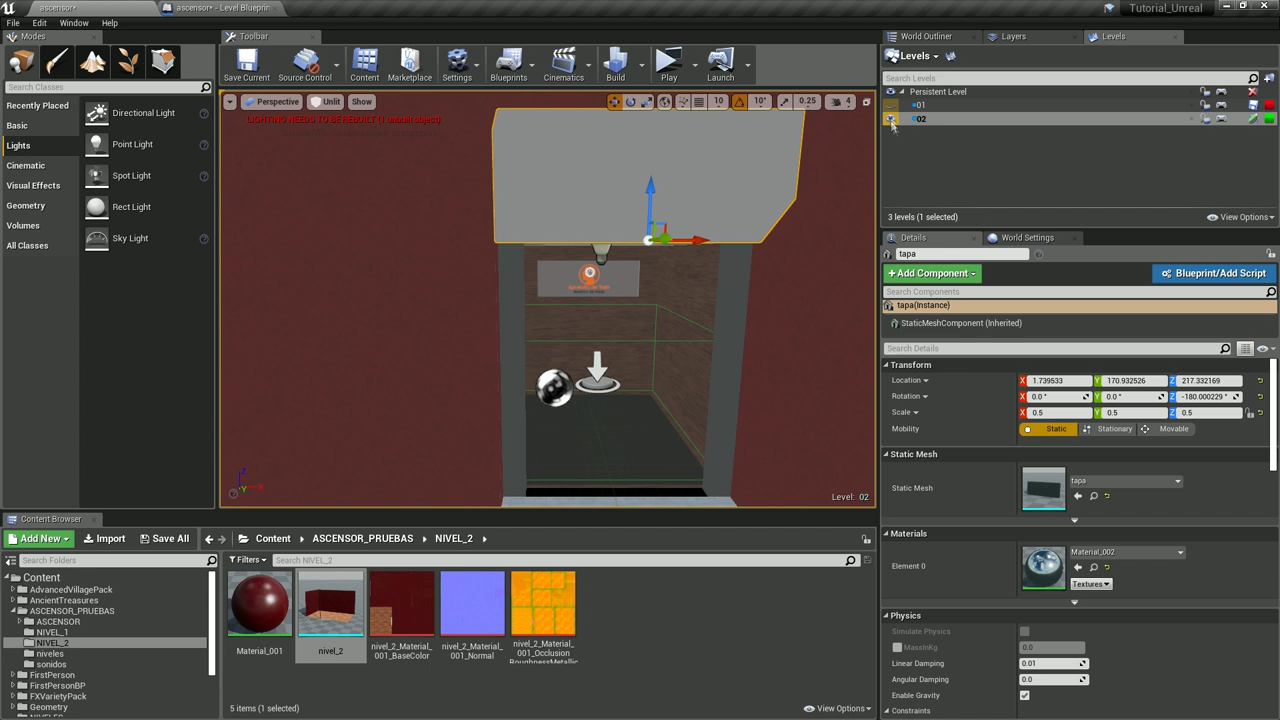 ascensor*
ascensor* - Level Blueprint
Tutorial_Unreal
File Edit Window Help
Modes
Toolbar
World Outliner
Layers
Levels
Save Current
Source Control
Content
Marketplace
Settings
Blueprints
Cinematics
Build
Play
Launch
Levels
Search Levels
Persistent Level
01
02
3 levels (1 selected)
View Options
Search Classes
Recently Placed
Basic
Lights
Cinematic
Visual Effects
Geometry
Volumes
All Classes
Directional Light
Point Light
Spot Light
Rect Light
Sky Light
Perspective
Unlit
Show
10
10°
0.25
4
LIGHTING NEEDS TO BE REBUILT (1 unbuilt object)
Z
X
Y
Level: 02
Details
World Settings
tapa
+ Add Component
Blueprint/Add Script
Search Components
tapa(Instance)
StaticMeshComponent (Inherited)
Search Details
Transform
Location X 1.739533 Y 170.932526 Z 217.332169
Rotation X 0.0 ° Y 0.0 ° Z -180.000229 °
Scale X 0.5 Y 0.5 Z 0.5
Mobility Static Stationary Movable
Static Mesh
Static Mesh
tapa
Materials
Element 0
Material_002
Textures
Physics
Simulate Physics
MassInKg 0.0
Linear Damping 0.01
Angular Damping 0.0
Enable Gravity
Constraints
Content Browser
Add New
Import
Save All
Content
ASCENSOR_PRUEBAS
NIVEL_2
Search Folders
Filters
Search NIVEL_2
Content
AdvancedVillagePack
AncientTreasures
ASCENSOR_PRUEBAS
ASCENSOR
NIVEL_1
NIVEL_2
niveles
sonidos
FirstPerson
FirstPersonBP
FXVarietyPack
Geometry
Material_001
nivel_2
nivel_2_Material_
001_BaseColor
nivel_2_Material_
001_Normal
nivel_2_Material_
001_Occlusion
RoughnessMetallic
5 items (1 selected)
View Options